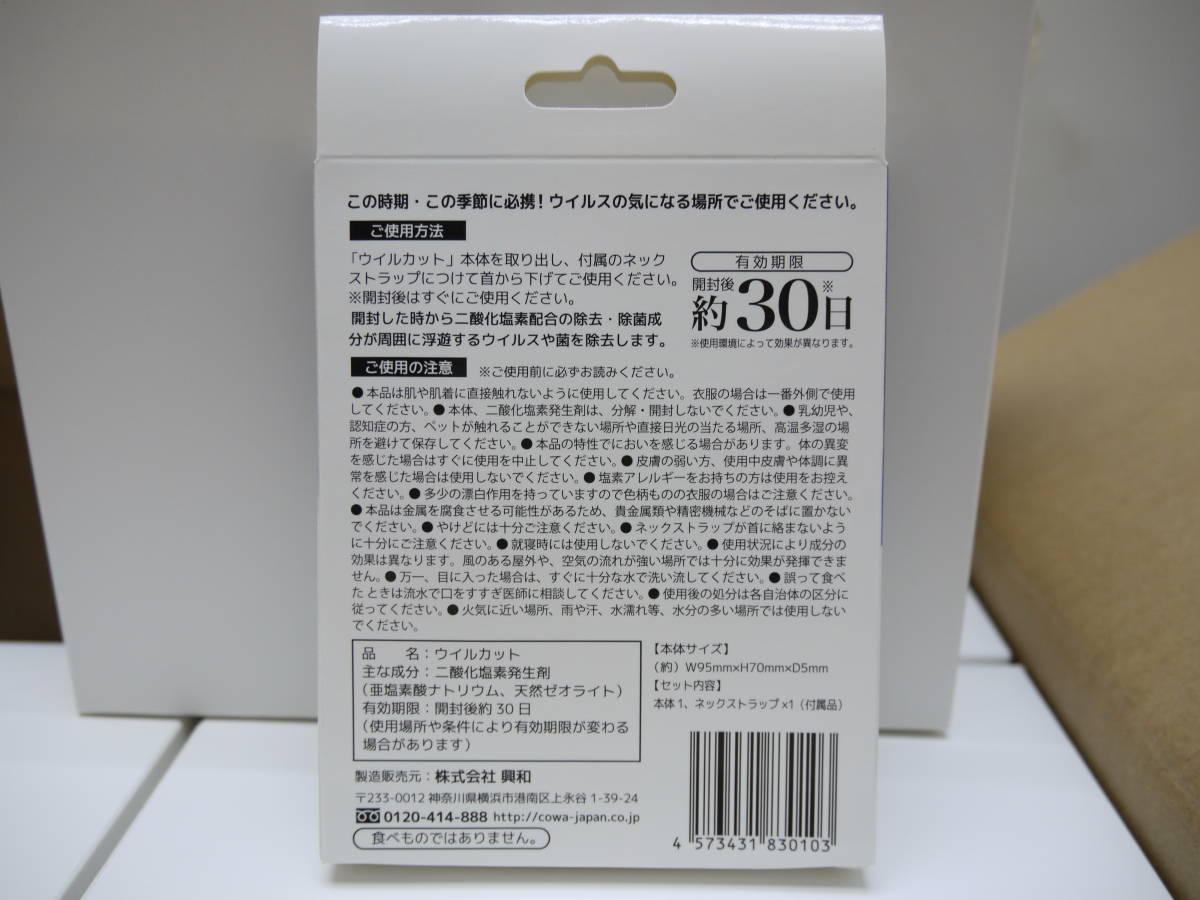 この時期・この季節に必携！ウイルスの気になる場所でご使用ください。
ご使用方法
「ウイルカット」本体を取り出し、付属のネック
ストラップにつけて首から下げてご使用ください。
※開封後はすぐにご使用ください。
開封した時から二酸化塩素配合の除去・除菌成
分が周囲に浮遊するウイルスや菌を除去します。
有効期限
開封後
約30日※
※使用環境によって効果が異なります。
ご使用の注意 ※ご使用前に必ずお読みください。
●本品は肌や肌着に直接触れないように使用してください。衣服の場合は一番外側で使用
してください。●本体、二酸化塩素発生剤は、分解・開封しないでください。●乳幼児や、
認知症の方、ペットが触れることができない場所や直接日光の当たる場所、高温多湿の場
所を避けて保存してください。●本品の特性でにおいを感じる場合があります。体の異変
を感じた場合はすぐに使用を中止してください。●皮膚の弱い方、使用中皮膚や体調に異
常を感じた場合は使用しないでください。●塩素アレルギーをお持ちの方は使用をお控え
ください。●多少の漂白作用を持っていますので色柄ものの衣服の場合はご注意ください。
●本品は金属を腐食させる可能性があるため、貴金属類や精密機械などのそばに置かない
でください。●やけどには十分ご注意ください。●ネックストラップが首に絡まないよう
に十分にご注意ください。●就寝時には使用しないでください。●使用状況により成分の
効果は異なります。風のある屋外や、空気の流れが強い場所では十分に効果が発揮できま
せん。●万一、目に入った場合は、すぐに十分な水で洗い流してください。●誤って食べ
た ときは流水で口をすすぎ医師に相談してください。●使用後の処分は各自治体の区分に
従ってください。●火気に近い場所、雨や汗、水濡れ等、水分の多い場所では使用しない
でください。
品　　名：ウイルカット
主な成分：二酸化塩素発生剤
（亜塩素酸ナトリウム、天然ゼオライト）
有効期限：開封後約 30 日
（使用場所や条件により有効期限が変わる
場合があります）
【本体サイズ】
（約）W95mm×H70mm×D5mm
【セット内容】
本体 1、ネックストラップ ×1（付属品）
製造販売元：株式会社 興和
〒233-0012 神奈川県横浜市港南区上永谷 1-39-24
0120-414-888 http://cowa-japan.co.jp
食べものではありません。
4 573431 830103